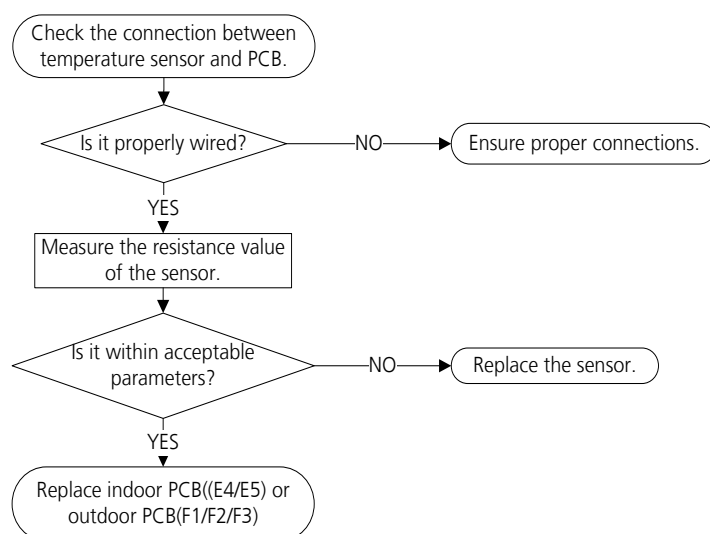 Check the connection between
temperature sensor and PCB.
Is it properly wired?
NO
Ensure proper connections.
YES
Measure the resistance value
of the sensor.
Is it within acceptable
parameters?
NO
Replace the sensor.
YES
Replace indoor PCB((E4/E5) or
outdoor PCB(F1/F2/F3)